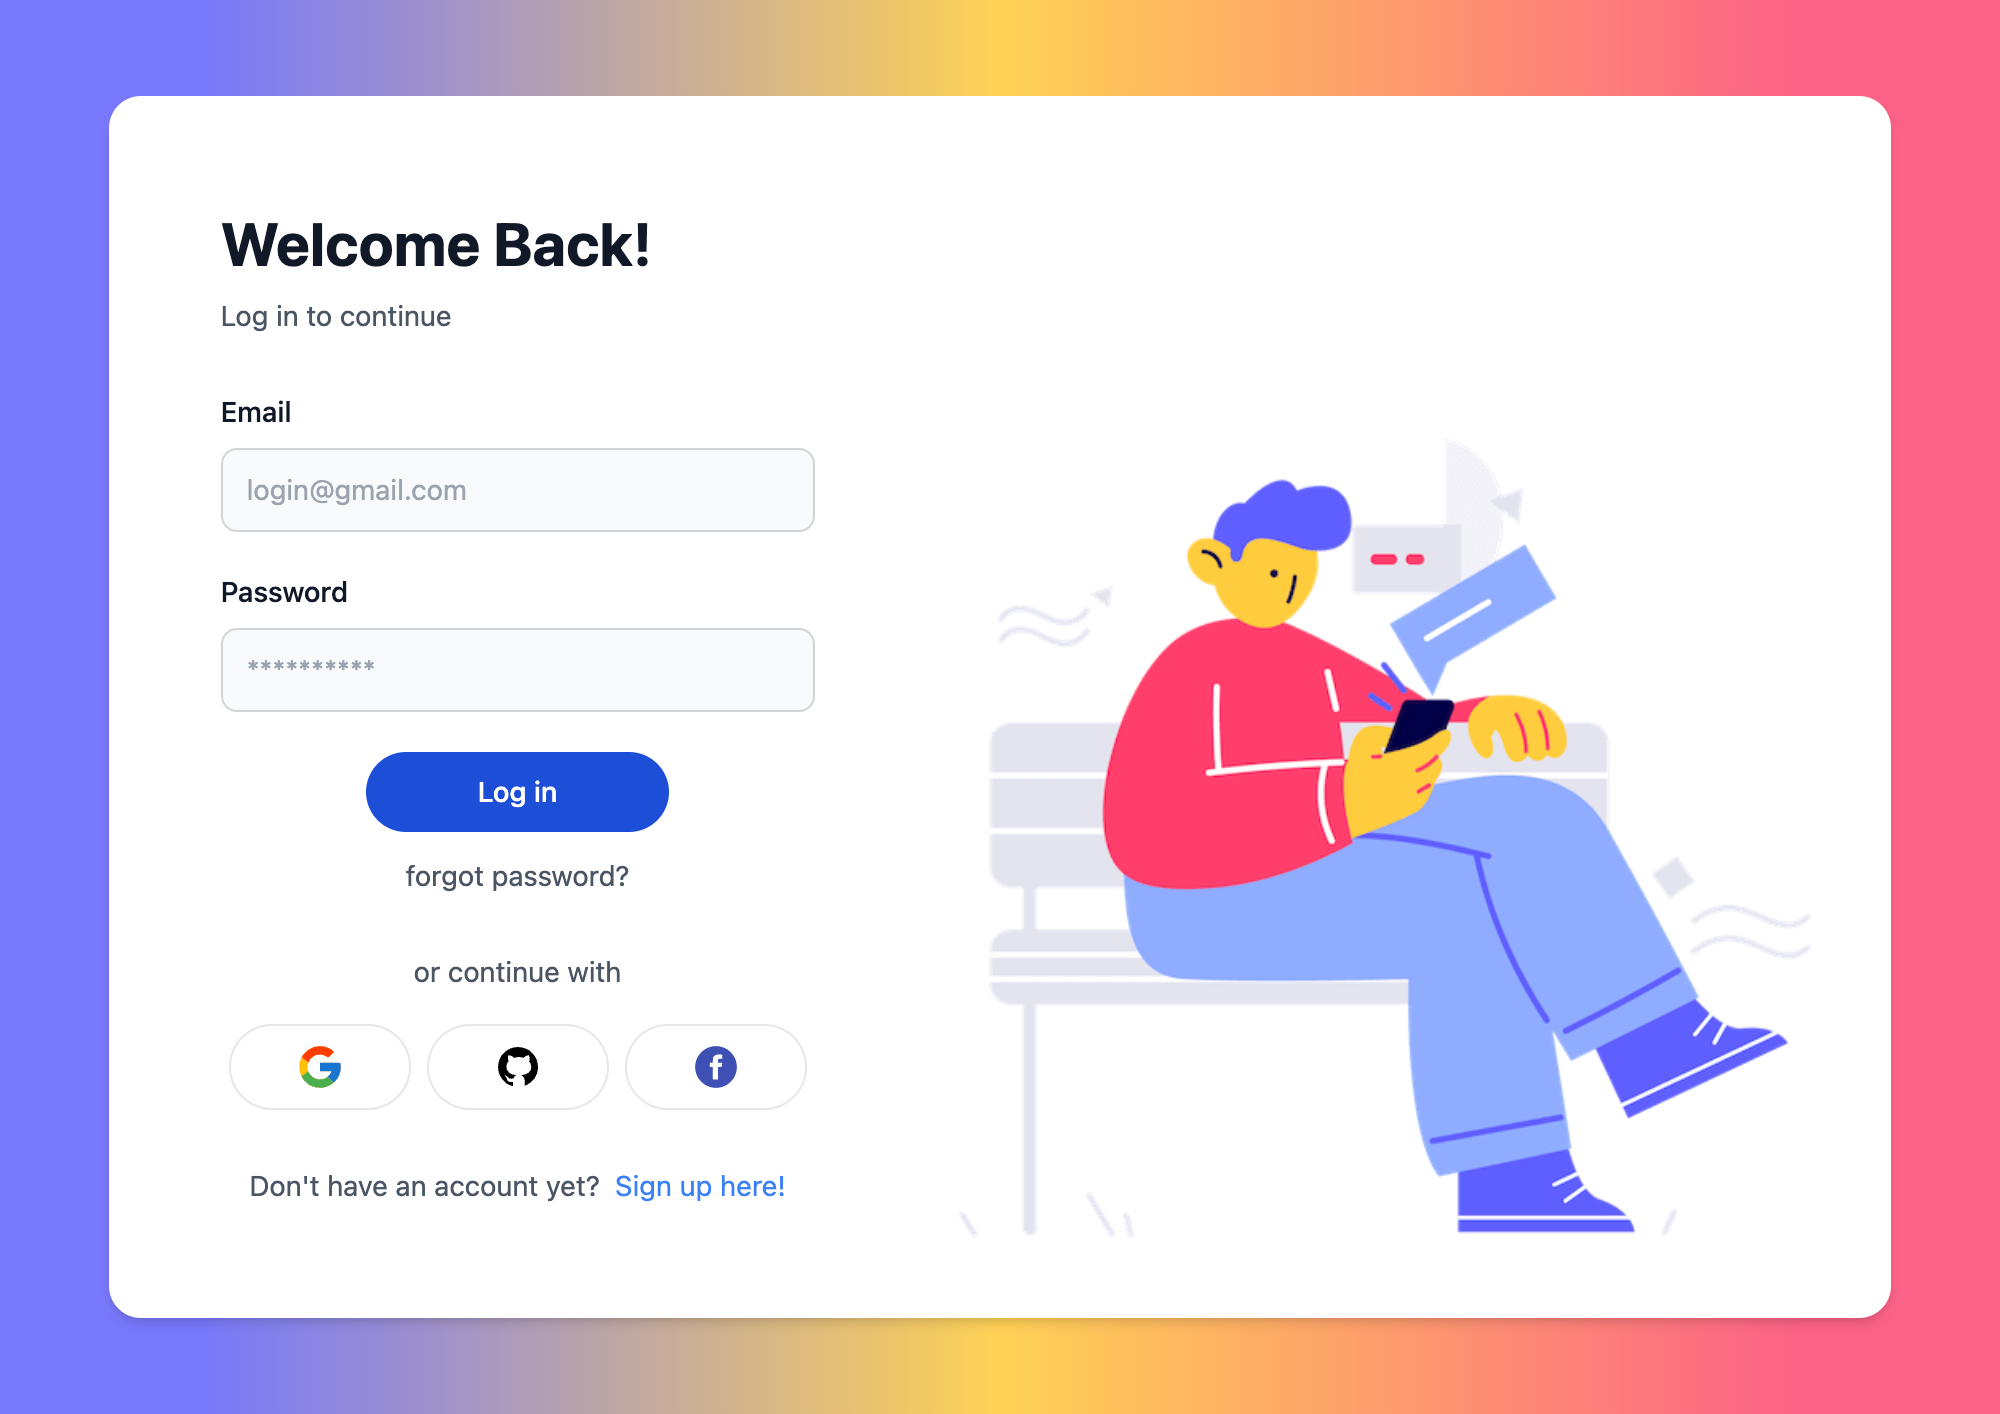 Welcome Back!
Log in to continue
Email
login@gmail.com
Password
**********
Log in
forgot password?
or continue with
Don't have an account yet? Sign up here!